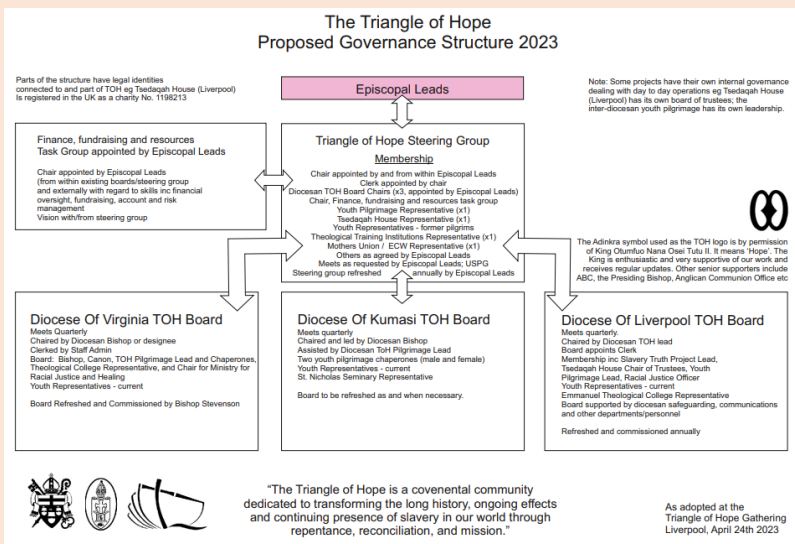 The Triangle of Hope
Proposed Governance Structure 2023
Parts of the structure have legal identities
connected to and part of TOH eg Tsedaqah House (Liverpool)
Is registered in the UK as a charity No. 1198213
Episcopal Leads
Note: Some projects have their own internal governance
dealing with day to day operations eg Tsedaqah House
(Liverpool) has its own board of trustees; the
inter-diocesan youth pilgrimage has its own leadership.
Finance, fundraising and resources
Task Group appointed by Episcopal Leads
Chair appointed by Episcopal Leads
(from within existing boards/steering group
and externally with regard to skills inc financial
oversight, fundraising, account and risk
management
Vision with/from steering group
Triangle of Hope Steering Group
Membership
Chair appointed by and from within Episcopal Leads
Clerk appointed by chair
Diocesan TOH Board Chairs (x3, appointed by Episcopal Leads)
Chair, Finance, fundraising and resources task group
Youth Pilgrimage Representative (x1)
Tsedaqah House Representative (x1)
Youth Representatives - former pilgrims
Theological Training Institutions Representative (x1)
Mothers Union / ECW Representative (x1)
Others as agreed by Episcopal Leads
Meets as requested by Episcopal Leads; USPG
Steering group refreshed annually by Episcopal Leads
The Adinkra symbol used as the TOH logo is by permission
of King Otumfuo Nana Osei Tutu II. It means 'Hope'. The
King is enthusiastic and very supportive of our work and
receives regular updates. Other senior supporters include
ABC, the Presiding Bishop, Anglican Communion Office etc
Diocese Of Virginia TOH Board
Meets Quarterly
Chaired by Diocesan Bishop or designee
Clerked by Staff Admin
Board: Bishop, Canon, TOH Pilgrimage Lead and Chaperones,
Theological College Representative, and Chair for Ministry for
Racial Justice and Healing
Youth Representatives - current
Board Refreshed and Commissioned by Bishop Stevenson
Diocese Of Kumasi TOH Board
Meets quarterly
Chaired and led by Diocesan Bishop
Assisted by Diocesan ToH Pilgrimage Lead
Two youth pilgrimage chaperones (male and female)
Youth Representatives - current
St. Nicholas Seminary Representative
Board to be refreshed as and when necessary.
Diocese Of Liverpool TOH Board
Meets quarterly.
Chaired by Diocesan TOH lead
Board appoints Clerk
Membership inc Slavery Truth Project Lead,
Tsedaqah House Chair of Trustees, Youth
Pilgrimage Lead, Racial Justice Officer
Youth Representatives - current
Emmanuel Theological College Representative
Board supported by diocesan safeguarding, communications
and other departments/personnel
Refreshed and commissioned annually
"The Triangle of Hope is a covenental community
dedicated to transforming the long history, ongoing effects
and continuing presence of slavery in our world through
repentance, reconciliation, and mission."
As adopted at the
Triangle of Hope Gathering
Liverpool, April 24th 2023